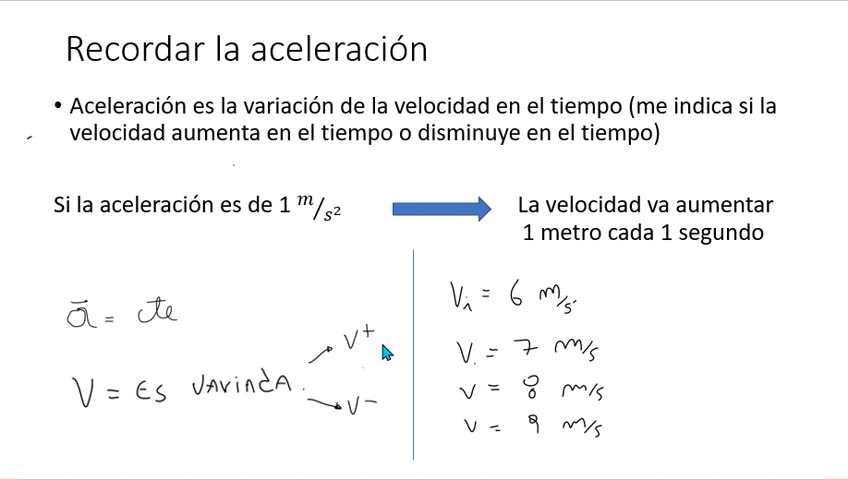 Recordar la aceleración
• Aceleración es la variación de la velocidad en el tiempo (me indica si la
velocidad aumenta en el tiempo o disminuye en el tiempo)
Si la aceleración es de 1 m/s²
La velocidad va aumentar
1 metro cada 1 segundo
ā = cte
V = ES VARIADA
V+
V-
Vi = 6 m/s
V = 7 m/s
V = 8 m/s
V = 9 m/s